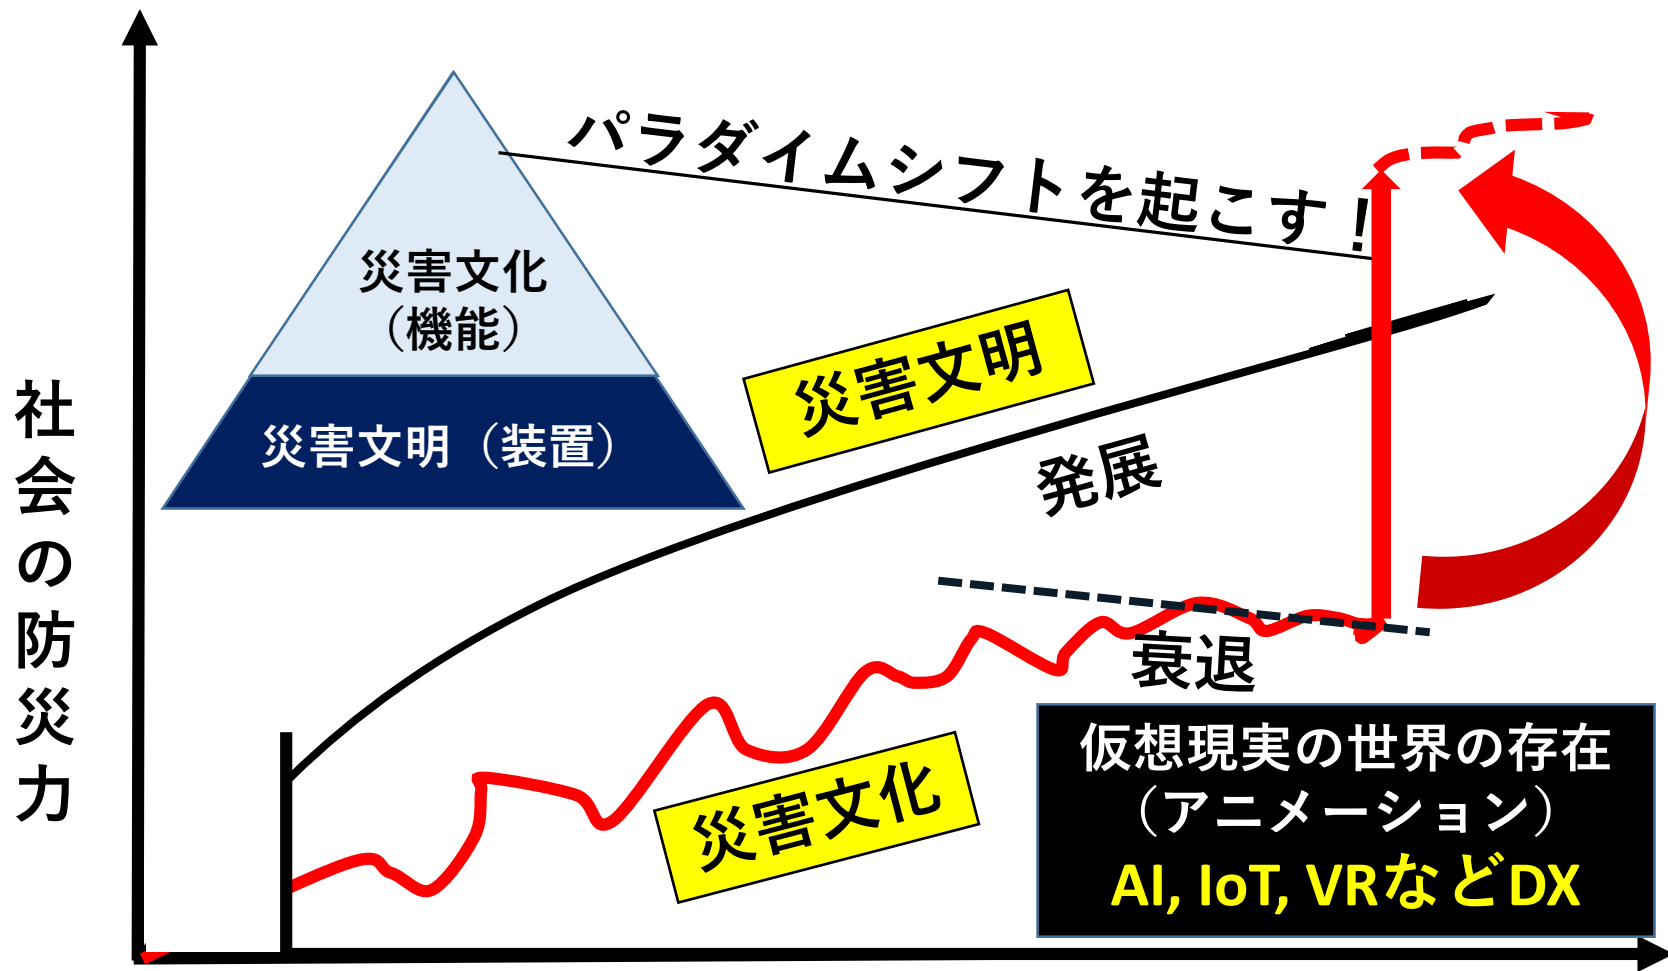 パラダイムシフトを起こす！
災害文化
（機能）
災害文明（装置）
災害文明
発展
社会の防災力
衰退
災害文化
仮想現実の世界の存在
（アニメーション）
AI, IoT, VRなどDX